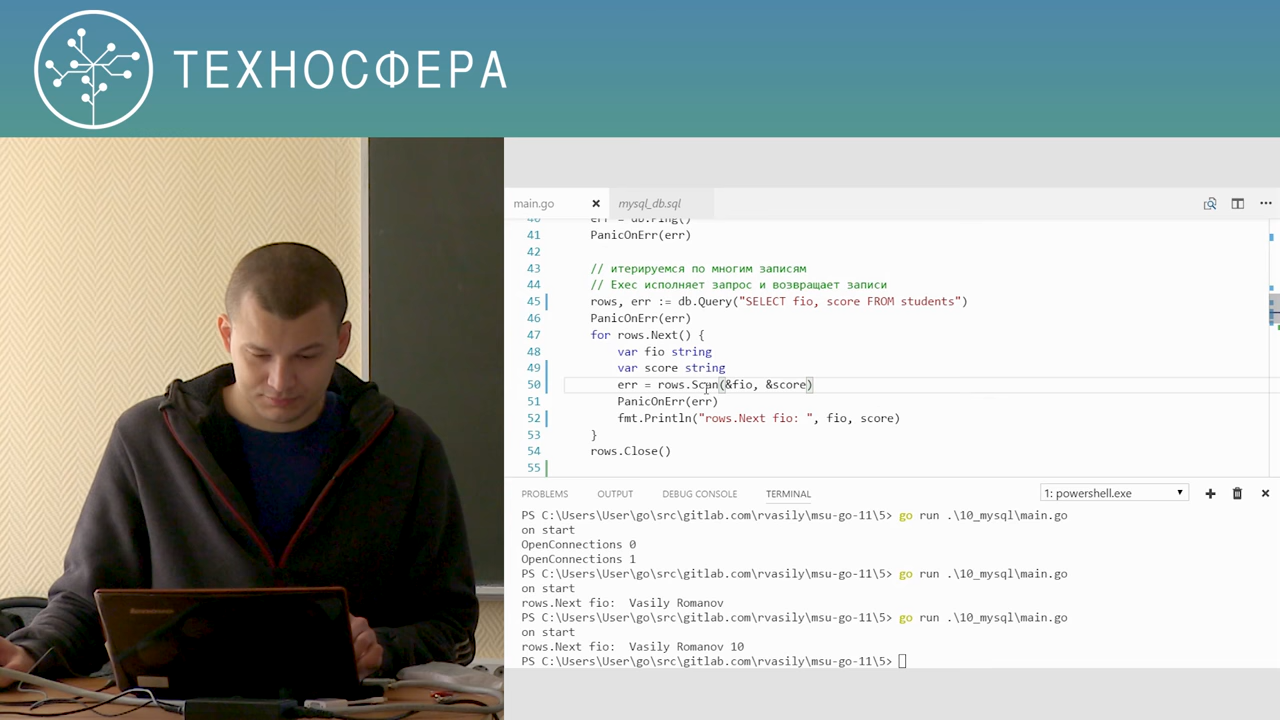 ТЕХНОСФЕРА
main.go
mysql_db.sql
40 err = db.Ping()
41 PanicOnErr(err)
42
43 // итерируемся по многим записям
44 // Exec исполняет запрос и возвращает записи
45 rows, err := db.Query("SELECT fio, score FROM students")
46 PanicOnErr(err)
47 for rows.Next() {
48 var fio string
49 var score string
50 err = rows.Scan(&fio, &score)
51 PanicOnErr(err)
52 fmt.Println("rows.Next fio: ", fio, score)
53 }
54 rows.Close()
55
PROBLEMS OUTPUT DEBUG CONSOLE TERMINAL 1: powershell.exe
PS C:\Users\User\go\src\gitlab.com\rvasily\msu-go-11\5> go run .\10_mysql\main.go
on start
OpenConnections 0
OpenConnections 1
PS C:\Users\User\go\src\gitlab.com\rvasily\msu-go-11\5> go run .\10_mysql\main.go
on start
rows.Next fio:  Vasily Romanov
PS C:\Users\User\go\src\gitlab.com\rvasily\msu-go-11\5> go run .\10_mysql\main.go
on start
rows.Next fio:  Vasily Romanov 10
PS C:\Users\User\go\src\gitlab.com\rvasily\msu-go-11\5>